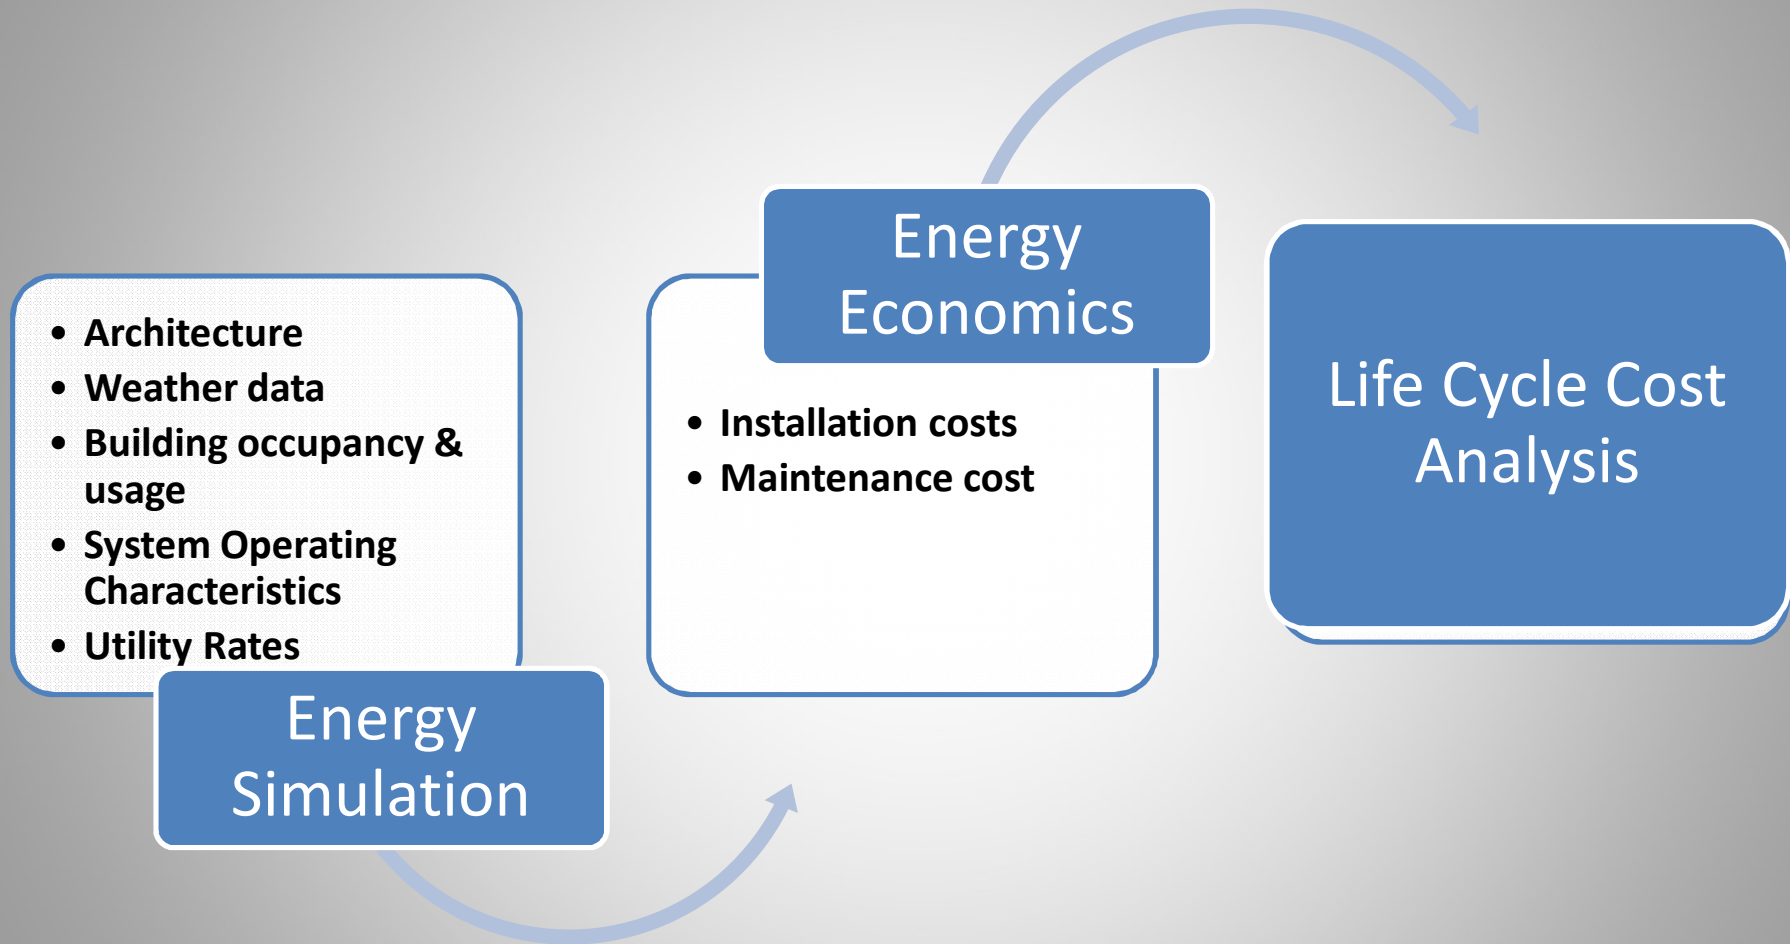 • Architecture
• Weather data
• Building occupancy &
usage
• System Operating
Characteristics
• Utility Rates
Energy
Simulation
Energy
Economics
• Installation costs
• Maintenance cost
Life Cycle Cost
Analysis